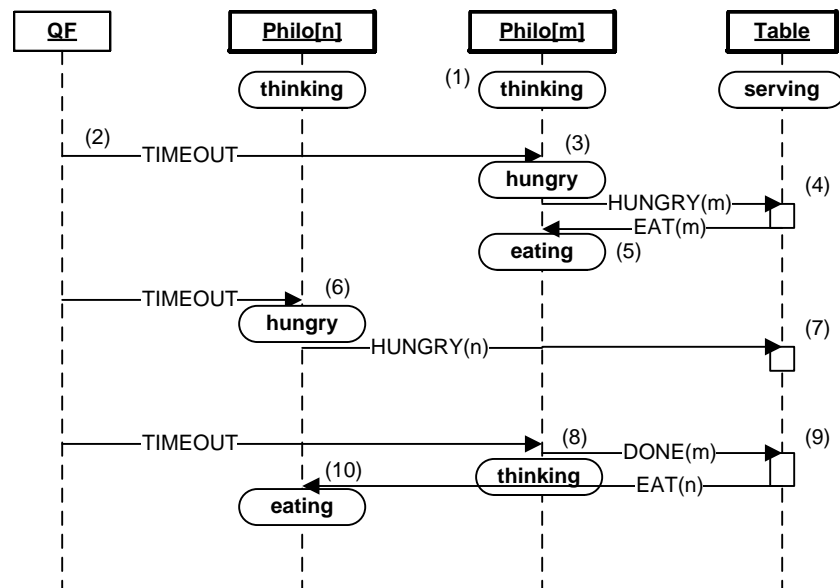 QF Philo[n] Philo[m] Table
thinking (1) thinking serving
(2) TIMEOUT (3)
hungry (4)
HUNGRY(m)
EAT(m)
eating (5)
TIMEOUT (6)
hungry (7)
HUNGRY(n)
TIMEOUT (8) DONE(m) (9)
(10) thinking EAT(n)
eating